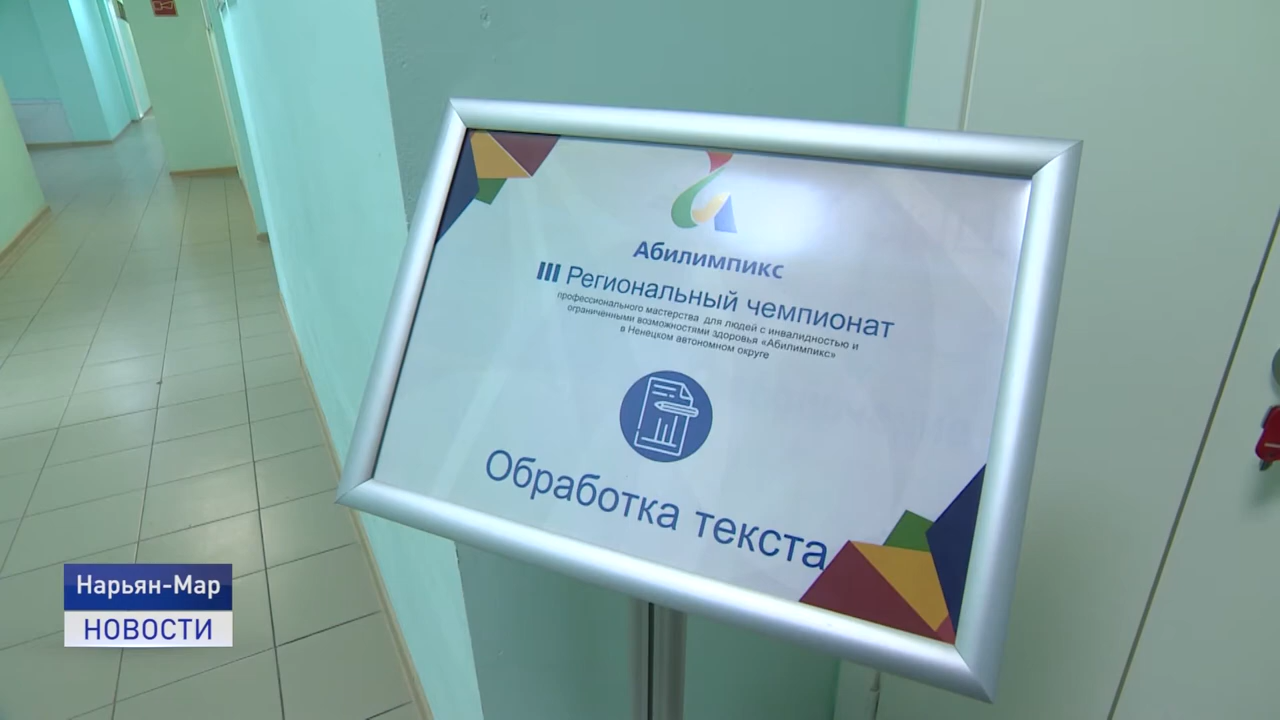 Абилимпикс
III Региональный чемпионат
профессионального мастерства для людей с инвалидностью и
ограниченными возможностями здоровья «Абилимпикс»
в Ненецком автономном округе
Обработка текста
Нарьян-Мар
НОВОСТИ